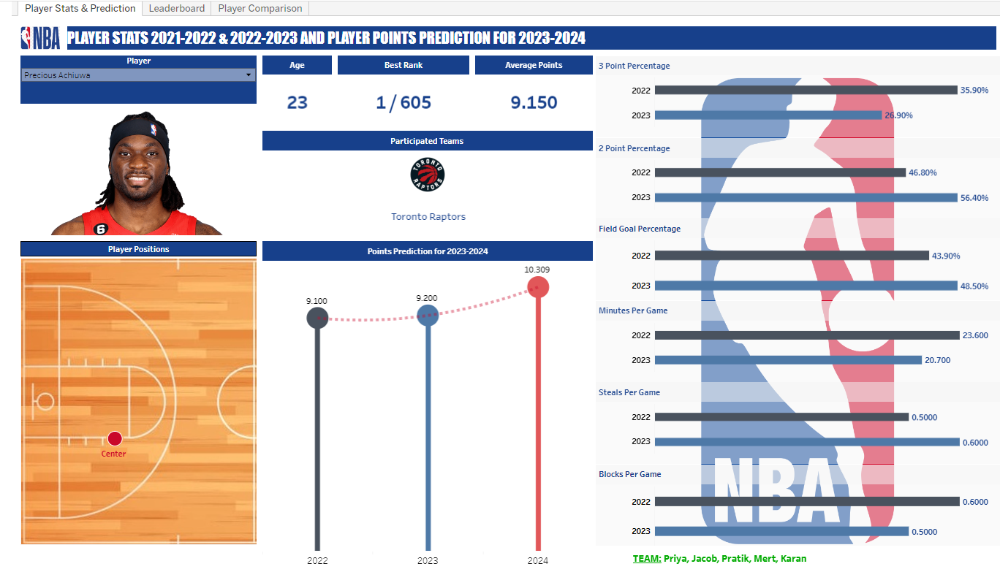 Player Stats & Prediction
Leaderboard
Player Comparison
NBA
PLAYER STATS 2021-2022 & 2022-2023 AND PLAYER POINTS PREDICTION FOR 2023-2024
Player
Precious Achiuwa
6
Player Positions
Center
Age
23
Best Rank
1 / 605
Average Points
9.150
Participated Teams
TORONTO
RAPTORS
Toronto Raptors
Points Prediction for 2023-2024
9.100
9.200
10.309
2022
2023
2024
3 Point Percentage
2022
35.90%
2023
26.90%
2 Point Percentage
2022
46.80%
2023
56.40%
Field Goal Percentage
2022
43.90%
2023
48.50%
Minutes Per Game
2022
23.600
2023
20.700
Steals Per Game
2022
0.5000
2023
0.6000
Blocks Per Game
2022
0.6000
2023
0.5000
NBA
TEAM: Priya, Jacob, Pratik, Mert, Karan